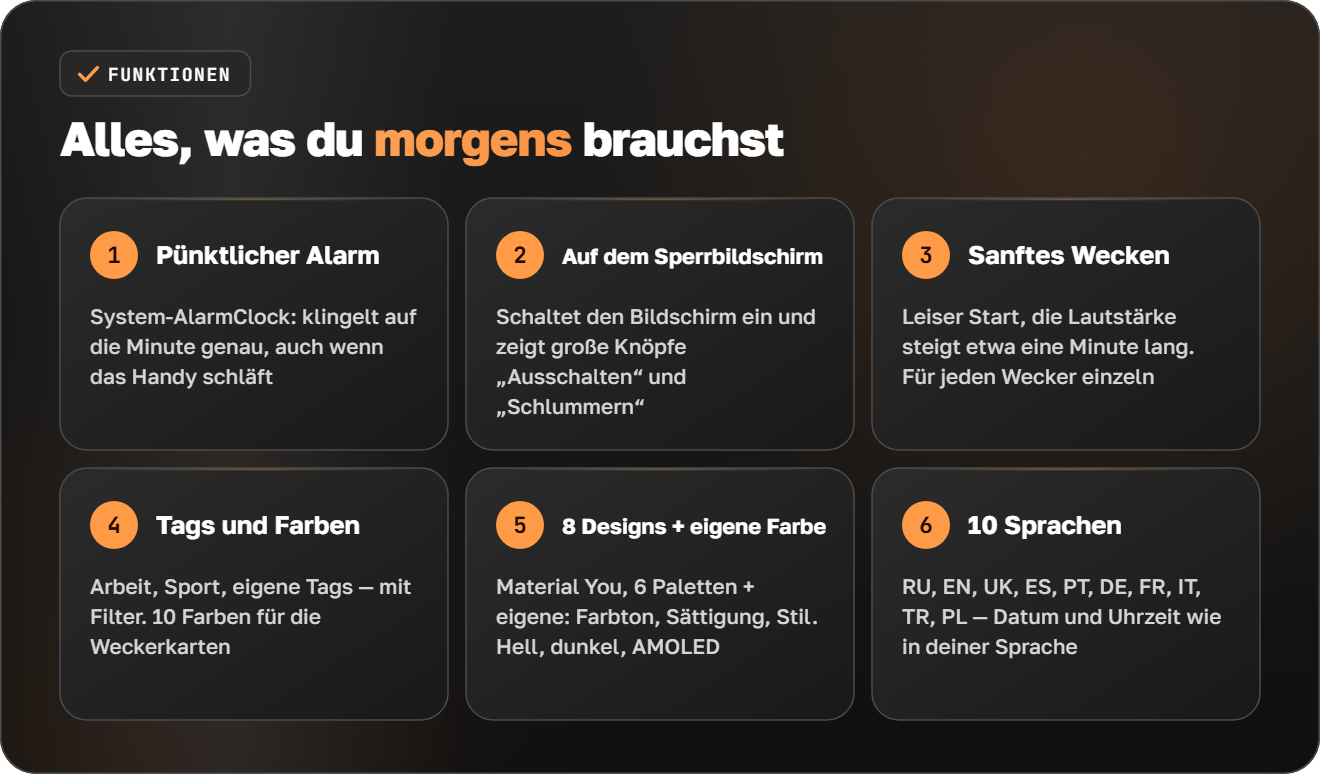 FUNKTIONEN
Alles, was du morgens brauchst
1 Pünktlicher Alarm
System-AlarmClock: klingelt auf
die Minute genau, auch wenn
das Handy schläft
2 Auf dem Sperrbildschirm
Schaltet den Bildschirm ein und
zeigt große Knöpfe
„Ausschalten“ und
„Schlummern“
3 Sanftes Wecken
Leiser Start, die Lautstärke
steigt etwa eine Minute lang.
Für jeden Wecker einzeln
4 Tags und Farben
Arbeit, Sport, eigene Tags — mit
Filter. 10 Farben für die
Weckerkarten
5 8 Designs + eigene Farbe
Material You, 6 Paletten +
eigene: Farbton, Sättigung, Stil.
Hell, dunkel, AMOLED
6 10 Sprachen
RU, EN, UK, ES, PT, DE, FR, IT,
TR, PL — Datum und Uhrzeit wie
in deiner Sprache